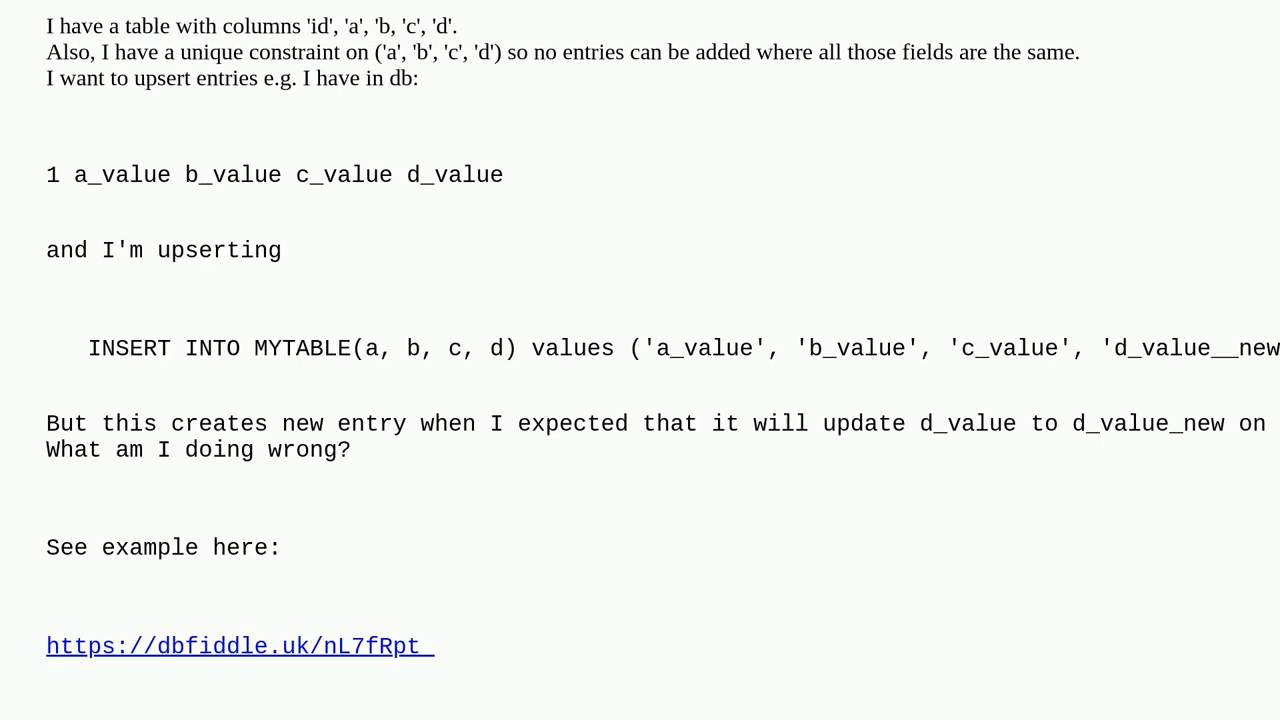 I have a table with columns 'id', 'a', 'b, 'c', 'd'.
Also, I have a unique constraint on ('a', 'b', 'c', 'd') so no entries can be added where all those fields are the same.
I want to upsert entries e.g. I have in db:
1 a_value b_value c_value d_value
and I'm upserting
INSERT INTO MYTABLE(a, b, c, d) values ('a_value', 'b_value', 'c_value', 'd_value__new
But this creates new entry when I expected that it will update d_value to d_value_new on
What am I doing wrong?
See example here:
https://dbfiddle.uk/nL7fRpt_